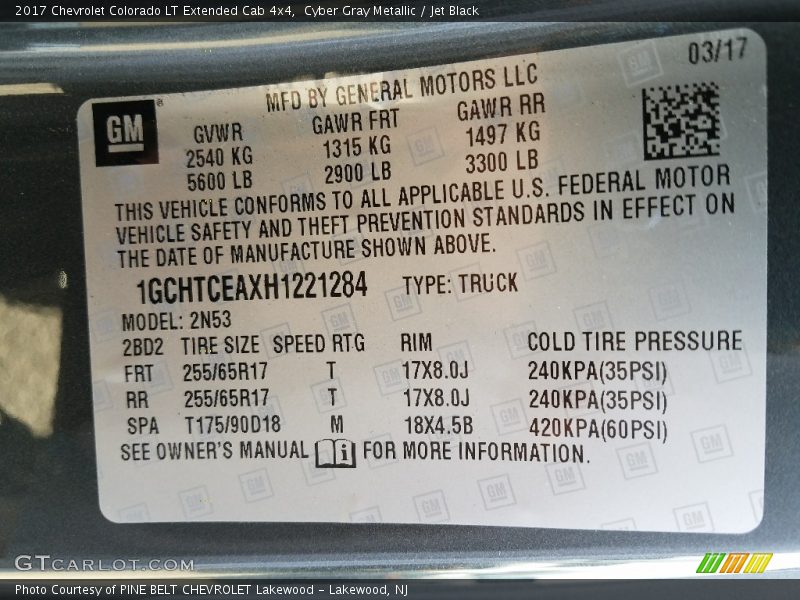 2017 Chevrolet Colorado LT Extended Cab 4x4, Cyber Gray Metallic / Jet Black
03/17
GM
MFD BY GENERAL MOTORS LLC
GVWR GAWR FRT GAWR RR
2540 KG 1315 KG 1497 KG
5600 LB 2900 LB 3300 LB
THIS VEHICLE CONFORMS TO ALL APPLICABLE U.S. FEDERAL MOTOR
VEHICLE SAFETY AND THEFT PREVENTION STANDARDS IN EFFECT ON
THE DATE OF MANUFACTURE SHOWN ABOVE.
1GCHTCEAXH1221284 TYPE: TRUCK
MODEL: 2N53
2BD2 TIRE SIZE SPEED RTG RIM COLD TIRE PRESSURE
FRT 255/65R17 T 17X8.0J 240KPA(35PSI)
RR 255/65R17 T 17X8.0J 240KPA(35PSI)
SPA T175/90D18 M 18X4.5B 420KPA(60PSI)
SEE OWNER'S MANUAL i FOR MORE INFORMATION.
GTCARLOT.COM
Photo Courtesy of PINE BELT CHEVROLET Lakewood - Lakewood, NJ